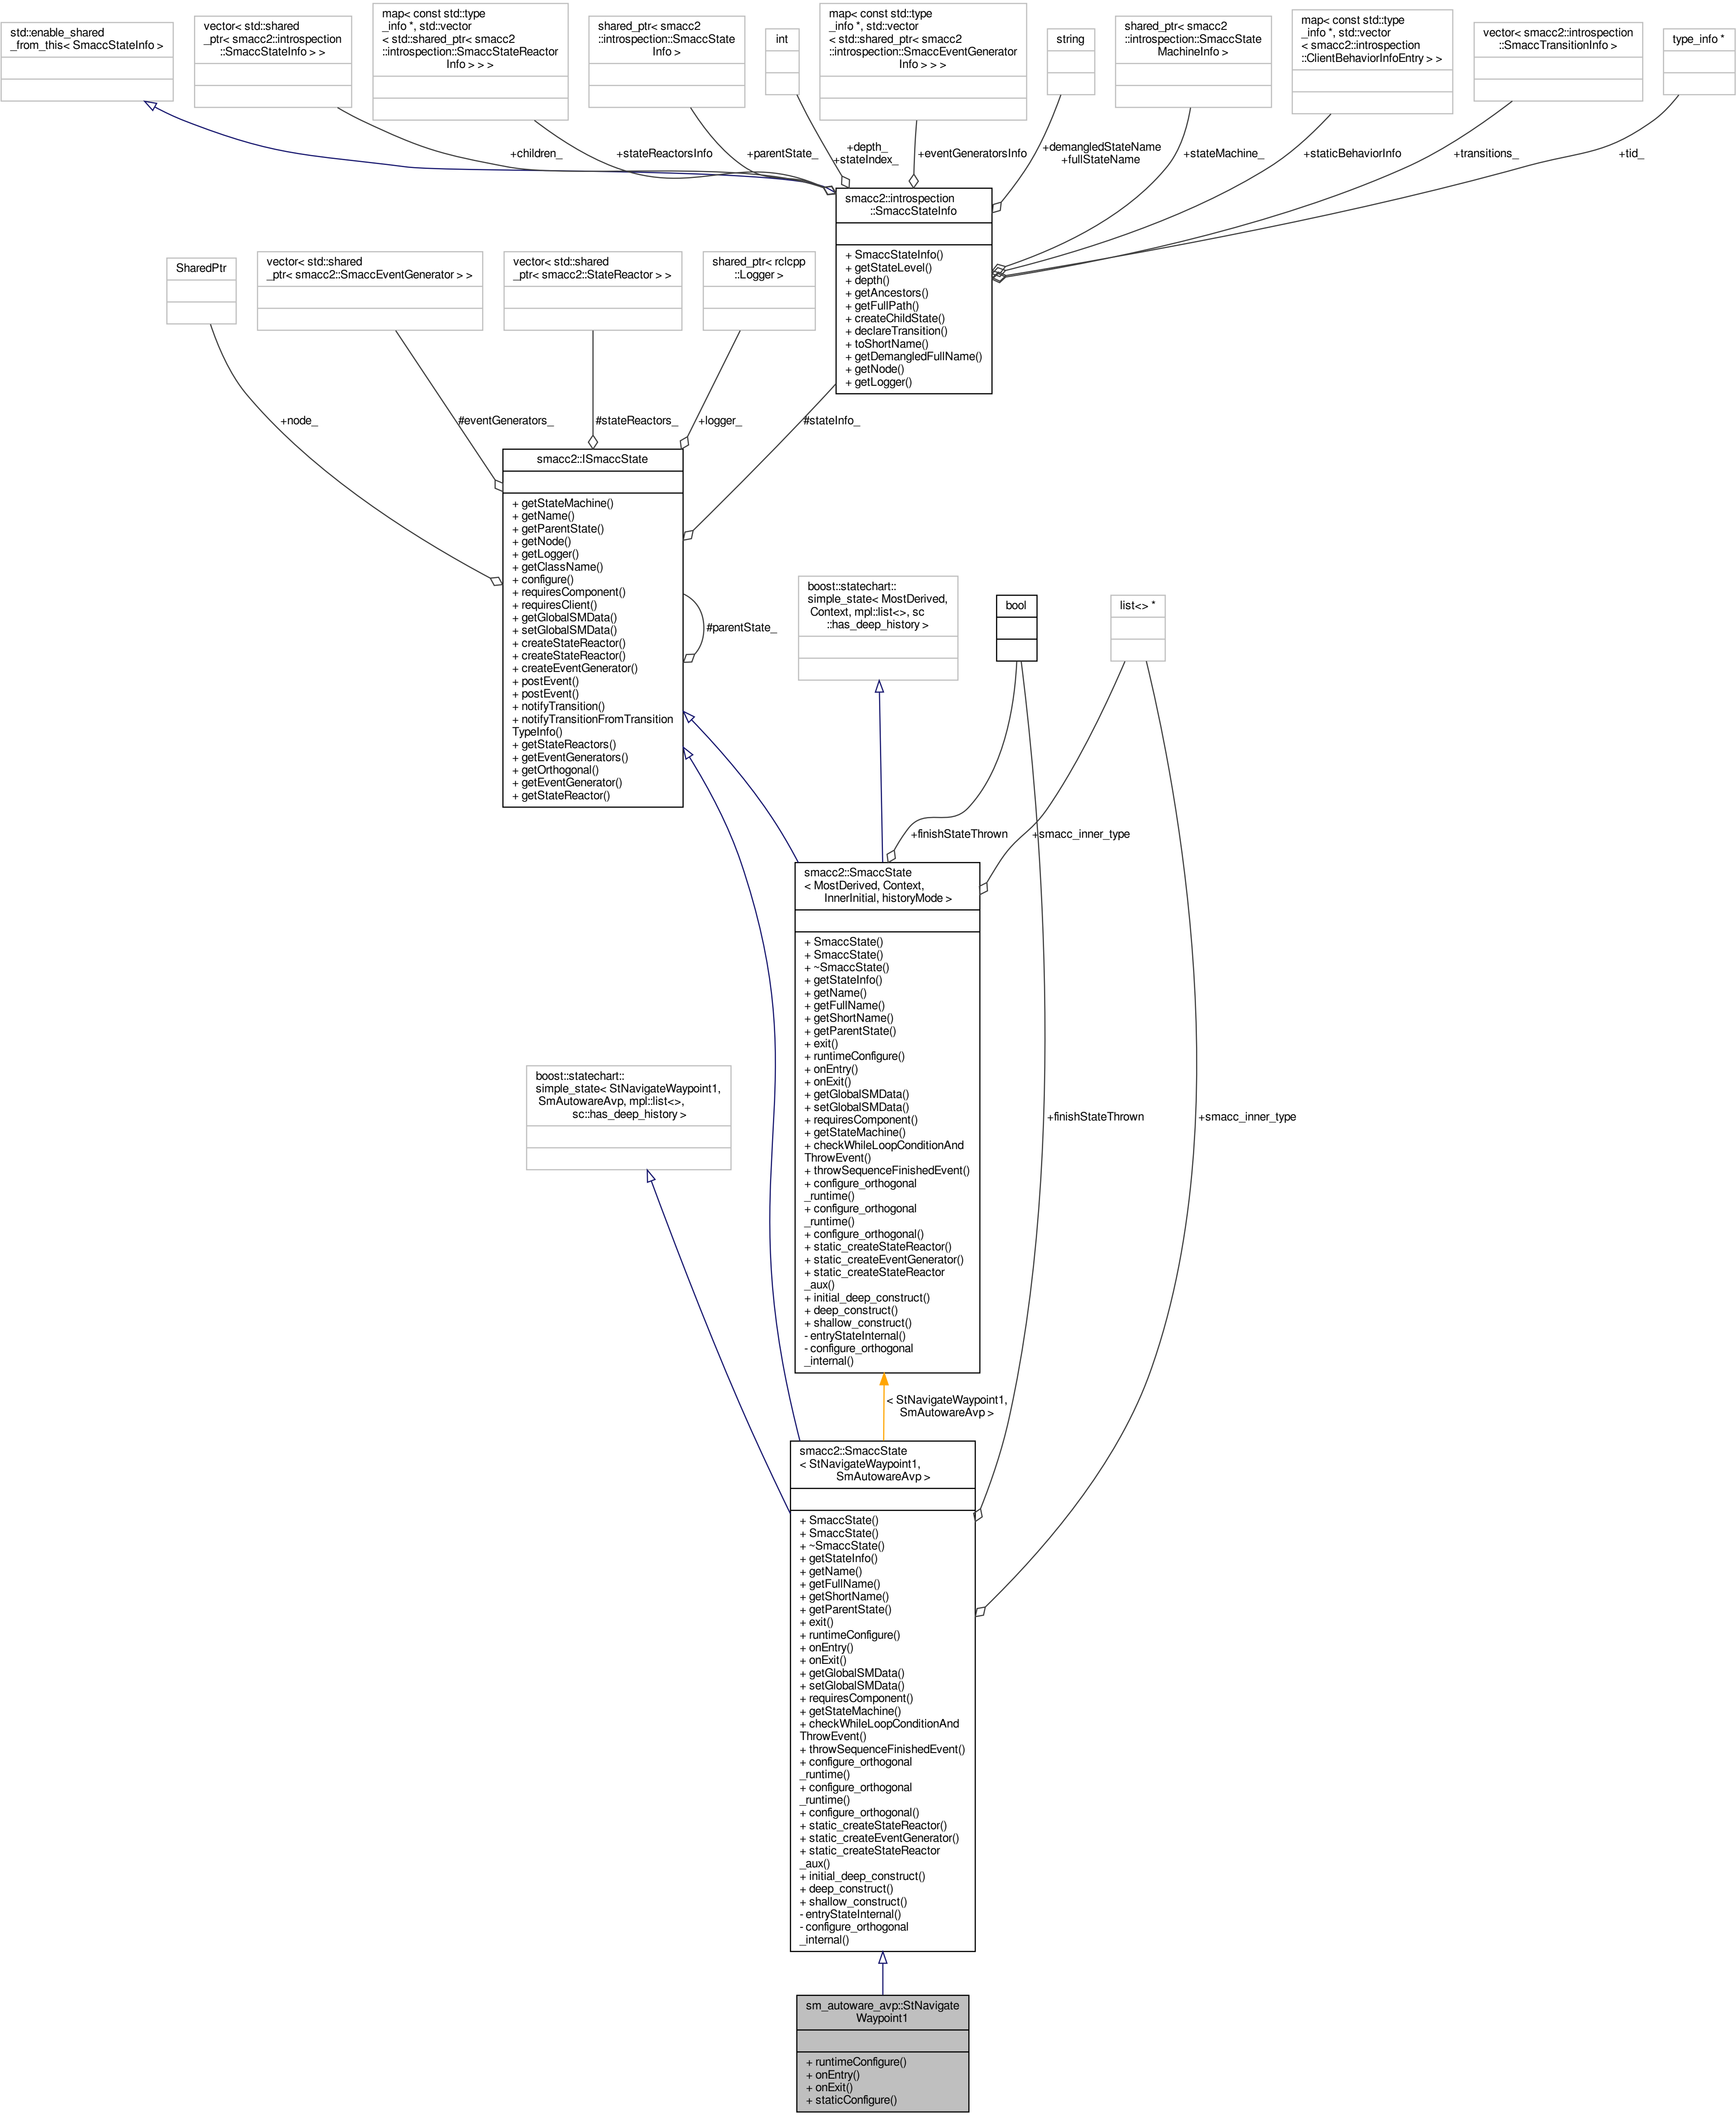 std::enable_shared
_from_this< SmaccStateInfo >
vector< std::shared
_ptr< smacc2::introspection
::SmaccStateInfo > >
map< const std::type
_info *, std::vector
< std::shared_ptr< smacc2
::introspection::SmaccStateReactor
Info > > >
shared_ptr< smacc2
::introspection::SmaccState
Info >
int
map< const std::type
_info *, std::vector
< std::shared_ptr< smacc2
::introspection::SmaccEventGenerator
Info > > >
string
shared_ptr< smacc2
::introspection::SmaccState
MachineInfo >
map< const std::type
_info *, std::vector
< smacc2::introspection
::ClientBehaviorInfoEntry > >
vector< smacc2::introspection
::SmaccTransitionInfo >
type_info *
+children_
+stateReactorsInfo
+parentState_
+depth_
+stateIndex_
+eventGeneratorsInfo
+demangledStateName
+fullStateName
+stateMachine_
+staticBehaviorInfo
+transitions_
+tid_
smacc2::introspection
::SmaccStateInfo
+ SmaccStateInfo()
+ getStateLevel()
+ depth()
+ getAncestors()
+ getFullPath()
+ createChildState()
+ declareTransition()
+ toShortName()
+ getDemangledFullName()
+ getNode()
+ getLogger()
SharedPtr
vector< std::shared
_ptr< smacc2::SmaccEventGenerator > >
vector< std::shared
_ptr< smacc2::StateReactor > >
shared_ptr< rclcpp
::Logger >
+node_
#eventGenerators_
#stateReactors_
+logger_
#stateInfo_
smacc2::ISmaccState
+ getStateMachine()
+ getName()
+ getParentState()
+ getNode()
+ getLogger()
+ getClassName()
+ configure()
+ requiresComponent()
+ requiresClient()
+ getGlobalSMData()
+ setGlobalSMData()
+ createStateReactor()
+ createStateReactor()
+ createEventGenerator()
+ postEvent()
+ postEvent()
+ notifyTransition()
+ notifyTransitionFromTransition
TypeInfo()
+ getStateReactors()
+ getEventGenerators()
+ getOrthogonal()
+ getEventGenerator()
+ getStateReactor()
#parentState_
boost::statechart::
simple_state< MostDerived,
Context, mpl::list<>, sc
::has_deep_history >
bool
list<> *
+finishStateThrown
+smacc_inner_type
smacc2::SmaccState
< MostDerived, Context,
InnerInitial, historyMode >
+ SmaccState()
+ SmaccState()
+ ~SmaccState()
+ getStateInfo()
+ getName()
+ getFullName()
+ getShortName()
+ getParentState()
+ exit()
+ runtimeConfigure()
+ onEntry()
+ onExit()
+ getGlobalSMData()
+ setGlobalSMData()
+ requiresComponent()
+ getStateMachine()
+ checkWhileLoopConditionAnd
ThrowEvent()
+ throwSequenceFinishedEvent()
+ configure_orthogonal
_runtime()
+ configure_orthogonal
_runtime()
+ configure_orthogonal()
+ static_createStateReactor()
+ static_createEventGenerator()
+ static_createStateReactor
_aux()
+ initial_deep_construct()
+ deep_construct()
+ shallow_construct()
- entryStateInternal()
- configure_orthogonal
_internal()
boost::statechart::
simple_state< StNavigateWaypoint1,
SmAutowareAvp, mpl::list<>,
sc::has_deep_history >
+finishStateThrown
+smacc_inner_type
< StNavigateWaypoint1,
SmAutowareAvp >
smacc2::SmaccState
< StNavigateWaypoint1,
SmAutowareAvp >
+ SmaccState()
+ SmaccState()
+ ~SmaccState()
+ getStateInfo()
+ getName()
+ getFullName()
+ getShortName()
+ getParentState()
+ exit()
+ runtimeConfigure()
+ onEntry()
+ onExit()
+ getGlobalSMData()
+ setGlobalSMData()
+ requiresComponent()
+ getStateMachine()
+ checkWhileLoopConditionAnd
ThrowEvent()
+ throwSequenceFinishedEvent()
+ configure_orthogonal
_runtime()
+ configure_orthogonal
_runtime()
+ configure_orthogonal()
+ static_createStateReactor()
+ static_createEventGenerator()
+ static_createStateReactor
_aux()
+ initial_deep_construct()
+ deep_construct()
+ shallow_construct()
- entryStateInternal()
- configure_orthogonal
_internal()
sm_autoware_avp::StNavigate
Waypoint1
+ runtimeConfigure()
+ onEntry()
+ onExit()
+ staticConfigure()